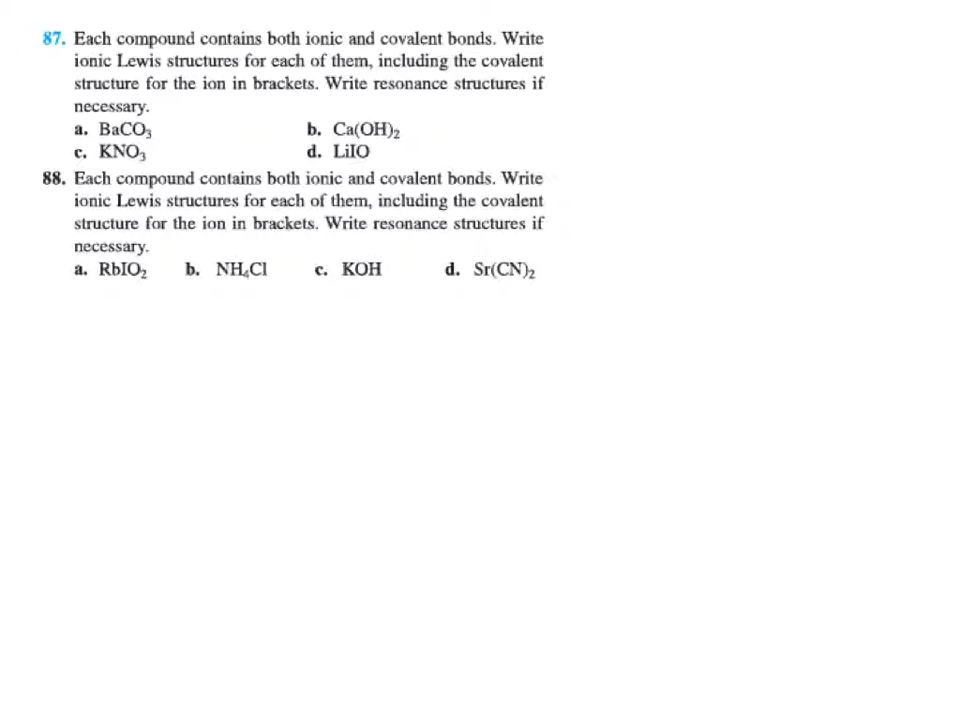 87. Each compound contains both ionic and covalent bonds. Write
ionic Lewis structures for each of them, including the covalent
structure for the ion in brackets. Write resonance structures if
necessary.
a. BaCO₃ b. Ca(OH)₂
c. KNO₃ d. LiIO
88. Each compound contains both ionic and covalent bonds. Write
ionic Lewis structures for each of them, including the covalent
structure for the ion in brackets. Write resonance structures if
necessary.
a. RbIO₂ b. NH₄Cl c. KOH d. Sr(CN)₂